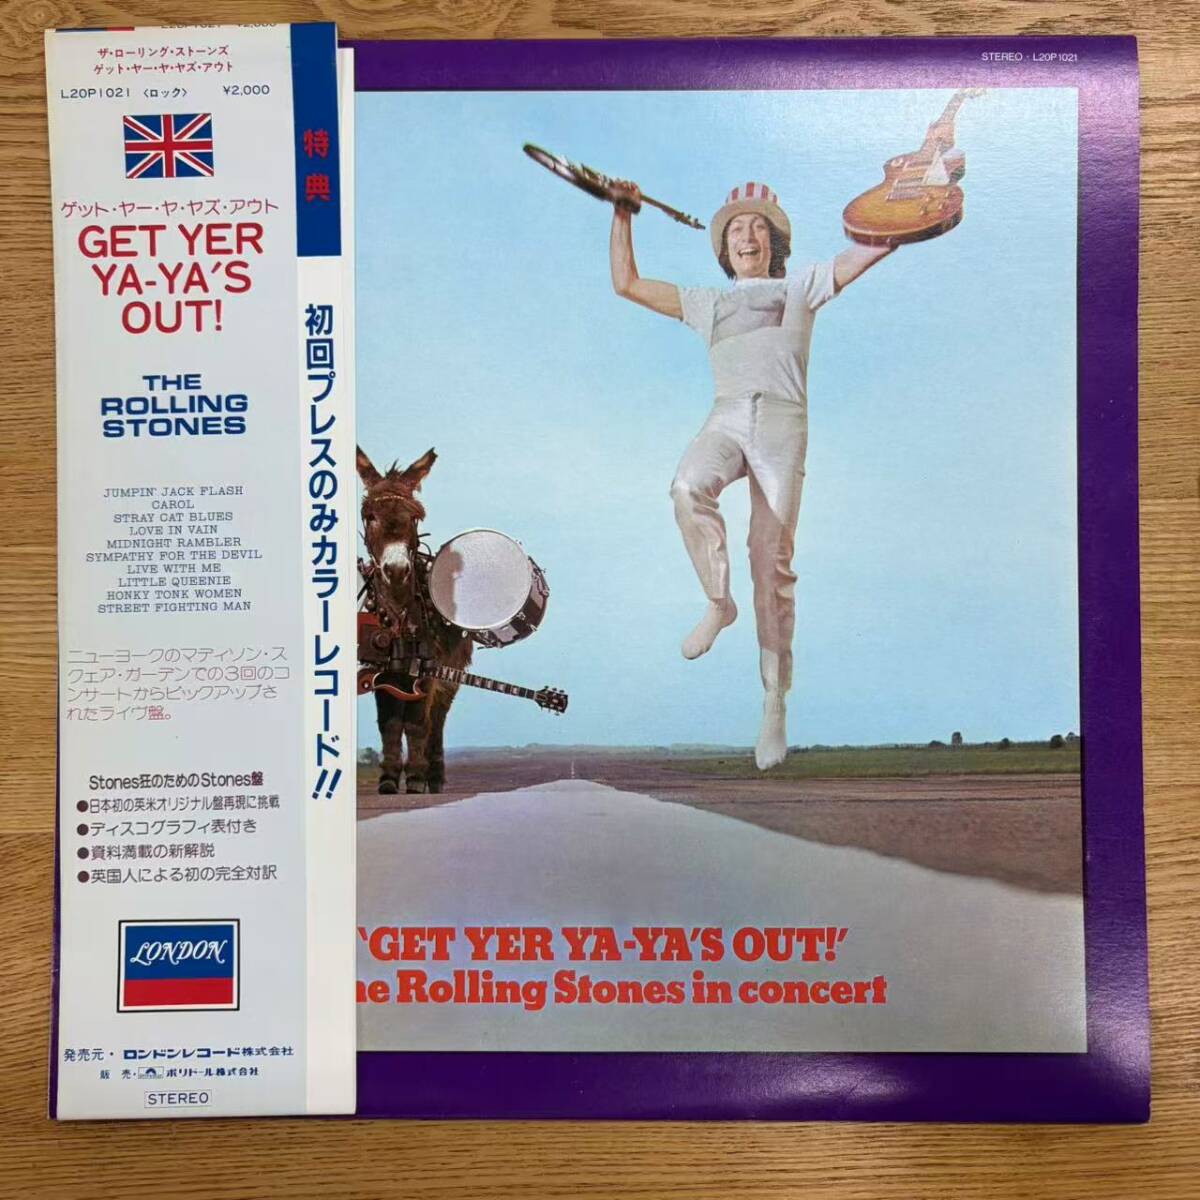 L20P1021 ¥2,000
ザ・ローリング・ストーンズ
ゲット・ヤー・ヤ・ヤズ・アウト
L20P1021 〈ロック〉 ¥2,000
ゲット・ヤー・ヤ・ヤズ・アウト
GET YER
YA-YA'S
OUT!
THE
ROLLING
STONES
JUMPIN' JACK FLASH
CAROL
STRAY CAT BLUES
LOVE IN VAIN
MIDNIGHT RAMBLER
SYMPATHY FOR THE DEVIL
LIVE WITH ME
LITTLE QUEENIE
HONKY TONK WOMEN
STREET FIGHTING MAN
ニューヨークのマディソン・ス
クェア・ガーデンでの3回のコ
ンサートからピックアップさ
れたライヴ盤。
Stones狂のためのStones盤
●日本初の英米オリジナル盤再現に挑戦
●ディスコグラフィ表付き
●資料満載の新解説
●英国人による初の完全対訳
LONDON
発売元・ロンドンレコード株式会社
販売・ポリドール株式会社
STEREO
特典
初回プレスのみカラーレコード!!
STEREO・L20P1021
'GET YER YA-YA'S OUT!'
he Rolling Stones in concert